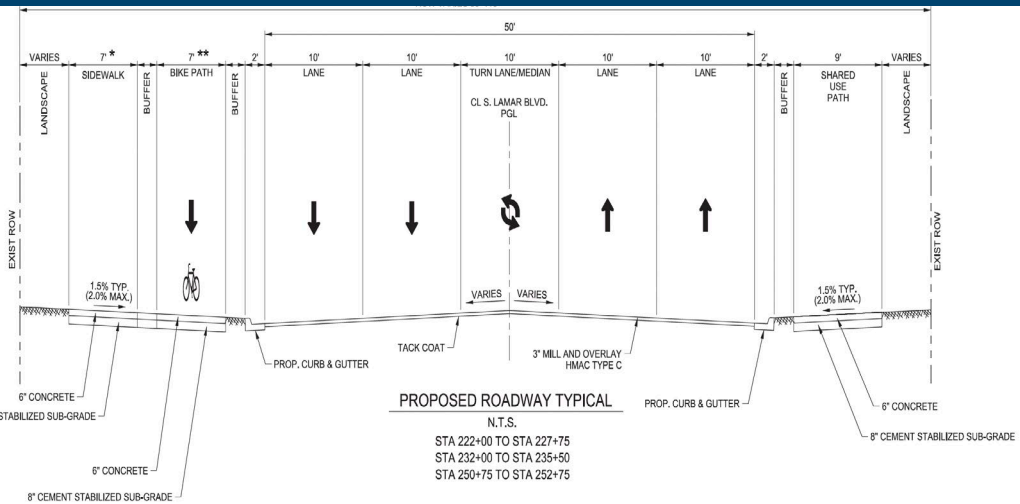 50'
VARIES 7' * 7' ** 2' 10' 10' 10' 10' 10' 2' 9' VARIES
LANDSCAPE
SIDEWALK
BUFFER
BIKE PATH
BUFFER
LANE
LANE
TURN LANE/MEDIAN
LANE
LANE
BUFFER
SHARED
USE
PATH
LANDSCAPE
CL S. LAMAR BLVD.
PGL
EXIST ROW
EXIST ROW
1.5% TYP.
(2.0% MAX.)
VARIES VARIES
1.5% TYP.
(2.0% MAX.)
TACK COAT
3" MILL AND OVERLAY
HMAC TYPE C
PROP. CURB & GUTTER
PROP. CURB & GUTTER
6" CONCRETE
STABILIZED SUB-GRADE
6" CONCRETE
8" CEMENT STABILIZED SUB-GRADE
6" CONCRETE
8" CEMENT STABILIZED SUB-GRADE
PROPOSED ROADWAY TYPICAL
N.T.S.
STA 222+00 TO STA 227+75
STA 232+00 TO STA 235+50
STA 250+75 TO STA 252+75